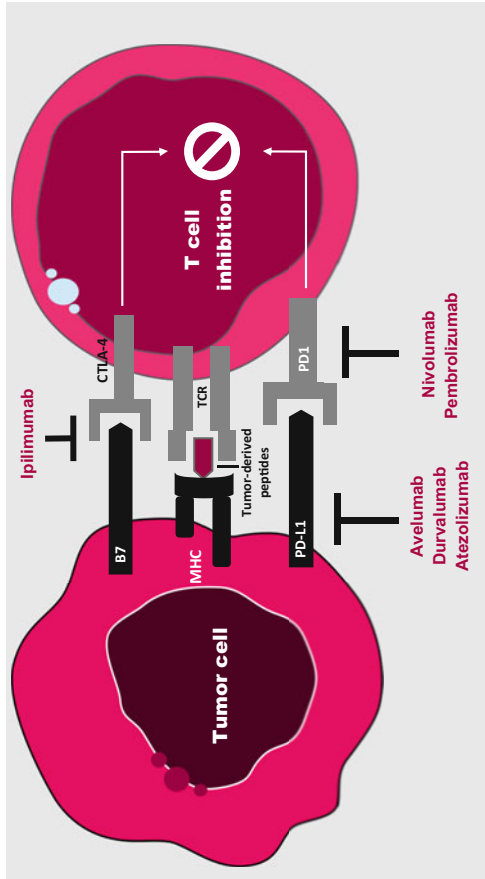 Ipilimumab
CTLA-4
B7
T cell
inhibition
TCR
MHC
Tumor-derived
peptides
Tumor cell
PD1
PD-L1
Nivolumab
Pembrolizumab
Avelumab
Durvalumab
Atezolizumab